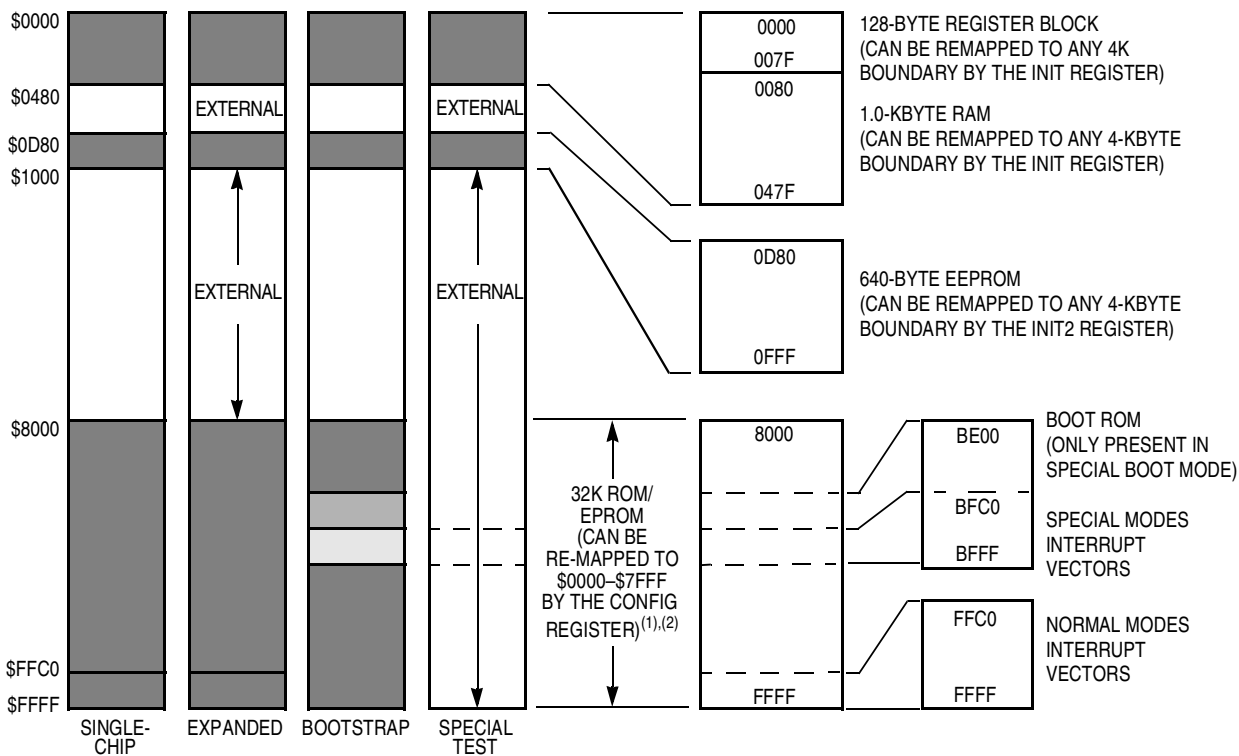 $0000
$0480
$0D80
$1000
$8000
$FFC0
$FFFF
EXTERNAL
EXTERNAL
EXTERNAL
EXTERNAL
SINGLE-
CHIP
EXPANDED
BOOTSTRAP
SPECIAL
TEST
0000
007F
0080
047F
128-BYTE REGISTER BLOCK
(CAN BE REMAPPED TO ANY 4K
BOUNDARY BY THE INIT REGISTER)
1.0-KBYTE RAM
(CAN BE REMAPPED TO ANY 4-KBYTE
BOUNDARY BY THE INIT REGISTER)
0D80
0FFF
640-BYTE EEPROM
(CAN BE REMAPPED TO ANY 4-KBYTE
BOUNDARY BY THE INIT2 REGISTER)
32K ROM/
EPROM
(CAN BE
RE-MAPPED TO
$0000–$7FFF
BY THE CONFIG
REGISTER)(1),(2)
8000
FFFF
BE00
BFC0
BFFF
BOOT ROM
(ONLY PRESENT IN
SPECIAL BOOT MODE)
SPECIAL MODES
INTERRUPT
VECTORS
FFC0
FFFF
NORMAL MODES
INTERRUPT
VECTORS